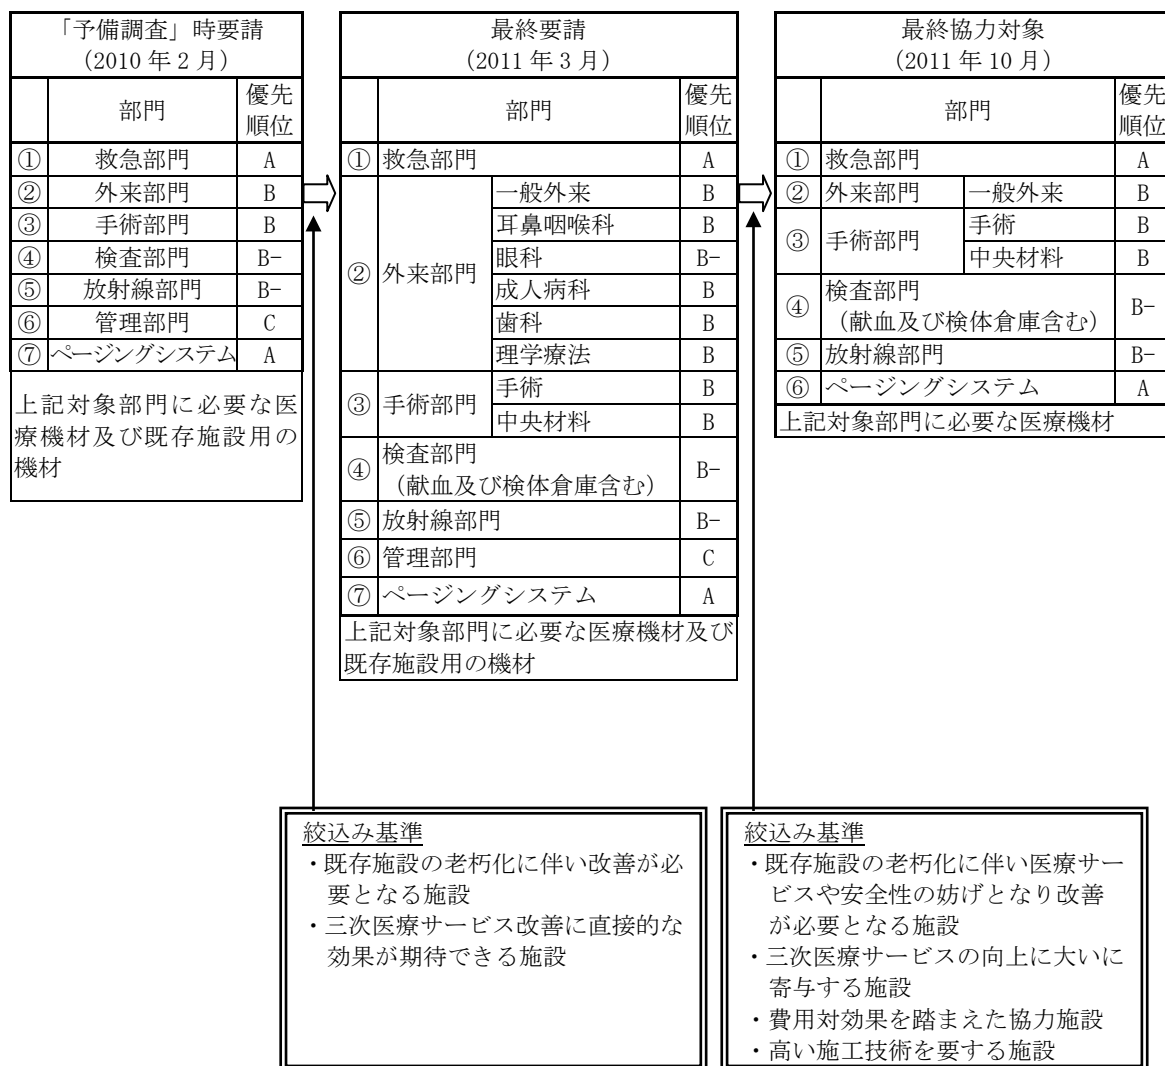 「予備調査」時要請
(2010 年 2 月)
部門
優先
順位
① 救急部門 A
② 外来部門 B
③ 手術部門 B
④ 検査部門 B-
⑤ 放射線部門 B-
⑥ 管理部門 C
⑦ ページングシステム A
上記対象部門に必要な医
療機材及び既存施設用の
機材
最終要請
(2011 年 3 月)
部門
優先
順位
① 救急部門 A
② 外来部門
一般外来 B
耳鼻咽喉科 B
眼科 B-
成人病科 B
歯科 B
理学療法 B
③ 手術部門
手術 B
中央材料 B
④ 検査部門
(献血及び検体倉庫含む) B-
⑤ 放射線部門 B-
⑥ 管理部門 C
⑦ ページングシステム A
上記対象部門に必要な医療機材及び
既存施設用の機材
最終協力対象
(2011 年 10 月)
部門
優先
順位
① 救急部門 A
② 外来部門 一般外来 B
③ 手術部門
手術 B
中央材料 B
④ 検査部門
(献血及び検体倉庫含む) B-
⑤ 放射線部門 B-
⑥ ページングシステム A
上記対象部門に必要な医療機材
絞込み基準
・既存施設の老朽化に伴い改善が必
要となる施設
・三次医療サービス改善に直接的な
効果が期待できる施設
絞込み基準
・既存施設の老朽化に伴い医療サー
ビスや安全性の妨げとなり改善
が必要となる施設
・三次医療サービスの向上に大いに
寄与する施設
・費用対効果を踏まえた協力施設
・高い施工技術を要する施設